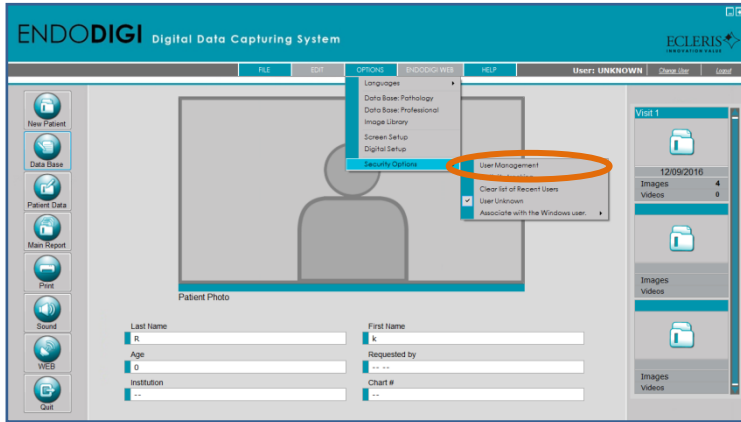 ENDODIGI Digital Data Capturing System
ECLERIS
INNOVATION VALUE
FILE EDIT OPTIONS ENDODIGI WEB HELP User: UNKNOWN Change User Logout
Languages
Data Base: Pathology
Data Base: Professional
Image Library
Screen Setup
Digital Setup
Security Options
User Management
Clear list of Recent Users
User Unknown
Associate with the Windows user.
New Patient
Data Base
Patient Data
Main Report
Print
Sound
WEB
Quit
Patient Photo
Last Name First Name
R k
Age Requested by
0 -- --
Institution Chart #
-- --
Visit 1
12/09/2016
Images 4
Videos 0
Images
Videos
Images
Videos